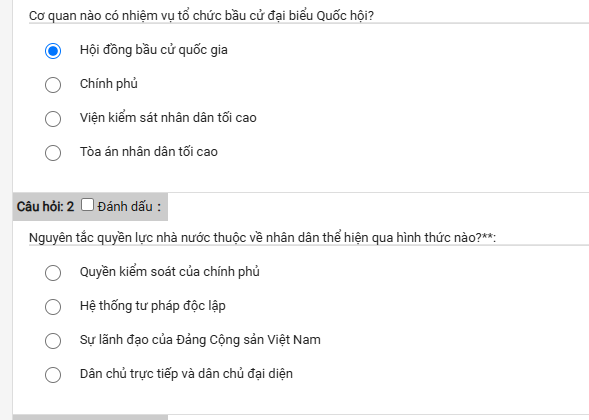 Cơ quan nào có nhiệm vụ tổ chức bầu cử đại biểu Quốc hội?
Hội đồng bầu cử quốc gia
Chính phủ
Viện kiểm sát nhân dân tối cao
Tòa án nhân dân tối cao
Câu hỏi: 2 Đánh dấu :
Nguyên tắc quyền lực nhà nước thuộc về nhân dân thể hiện qua hình thức nào?**:
Quyền kiểm soát của chính phủ
Hệ thống tư pháp độc lập
Sự lãnh đạo của Đảng Cộng sản Việt Nam
Dân chủ trực tiếp và dân chủ đại diện